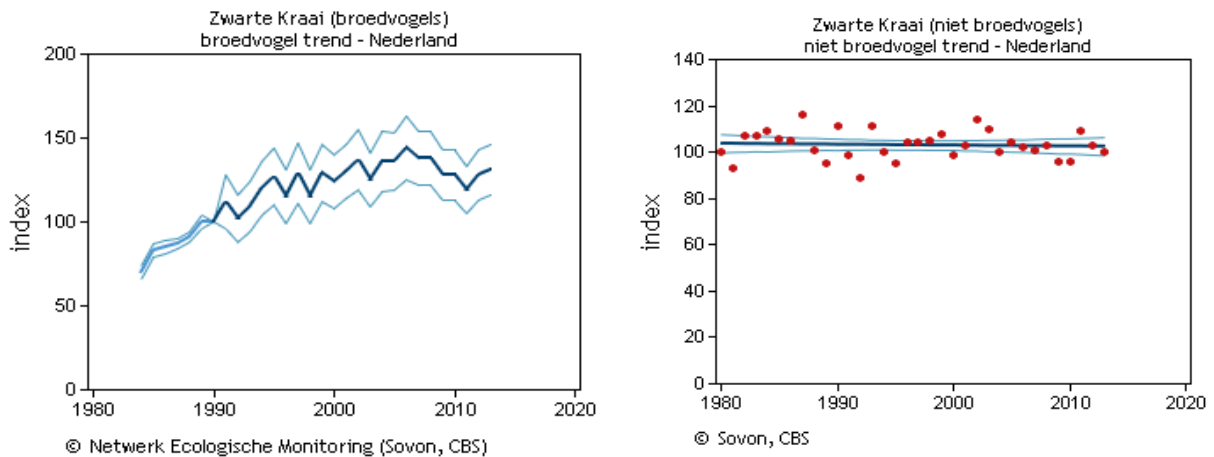 Zwarte Kraai (broedvogels)
broedvogel trend - Nederland
200
150
100
50
0
index
1980
1990
2000
2010
2020
© Netwerk Ecologische Monitoring (Sovon, CBS)
Zwarte Kraai (niet broedvogels)
niet broedvogel trend - Nederland
140
120
100
80
60
40
20
0
index
1980
1990
2000
2010
2020
© Sovon, CBS